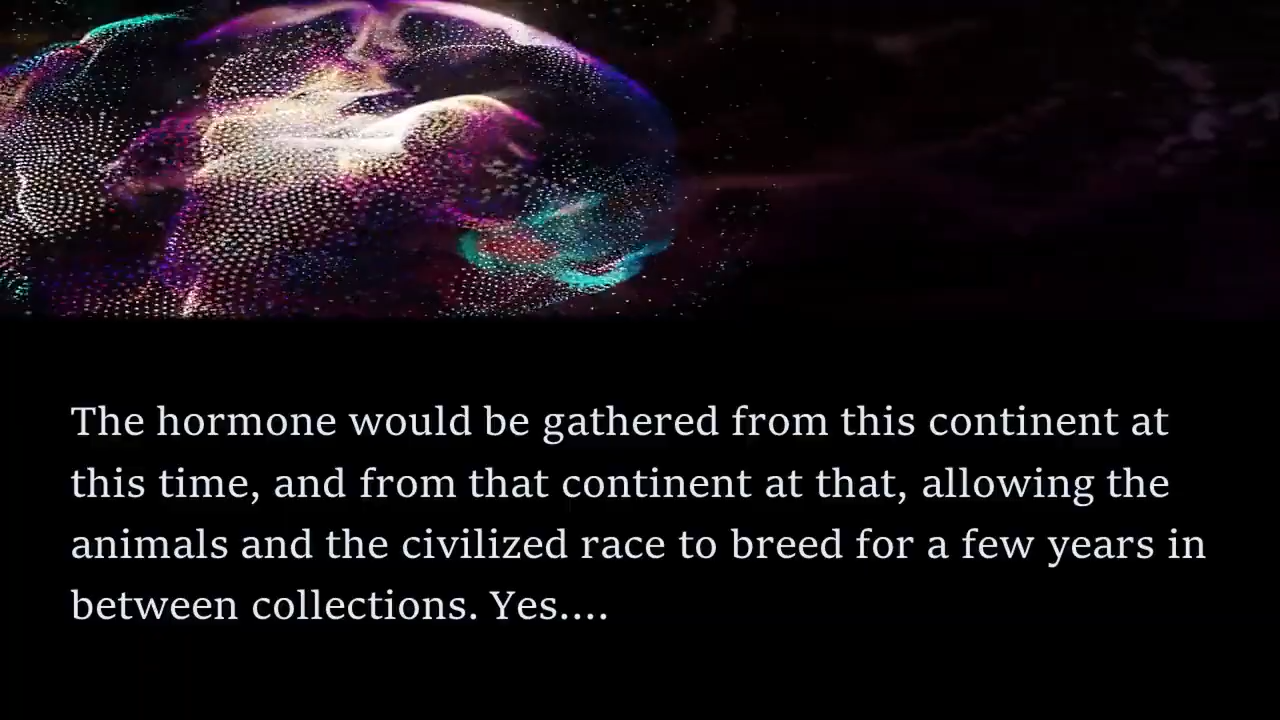 The hormone would be gathered from this continent at
this time, and from that continent at that, allowing the
animals and the civilized race to breed for a few years in
between collections. Yes....